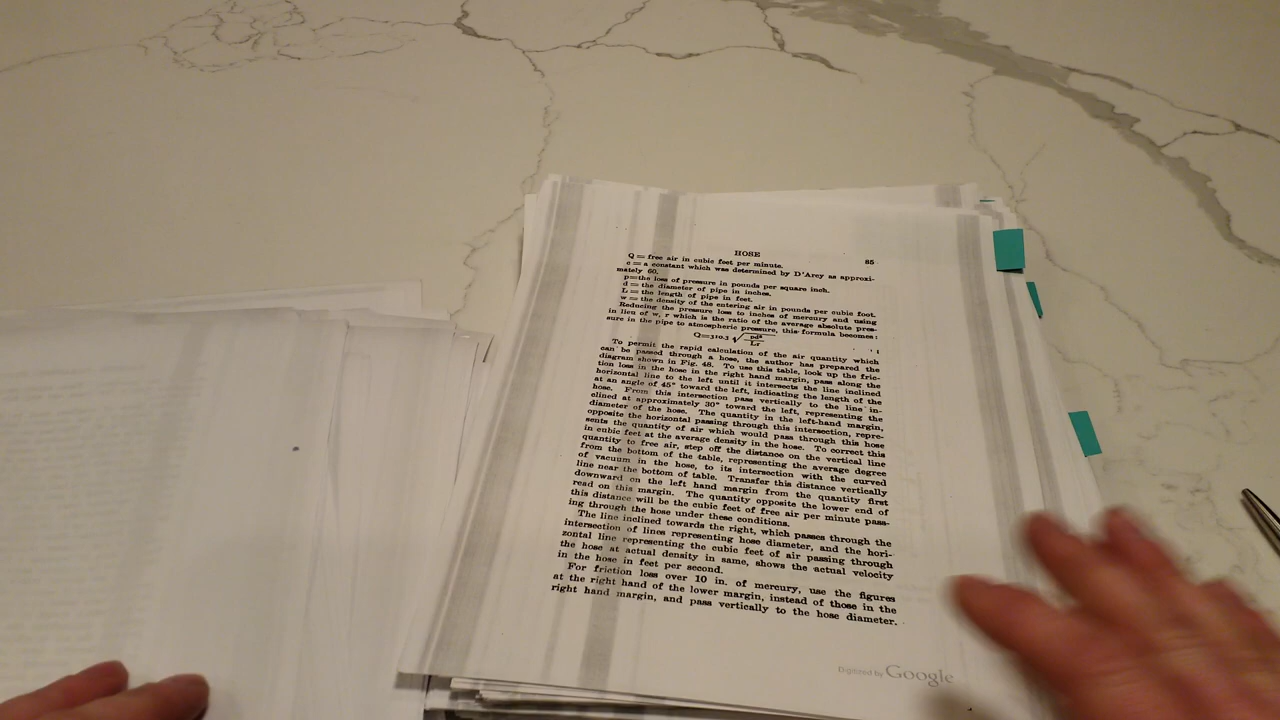 HOSE 85
Q = free air in cubic feet per minute.
c = a constant which was determined by D'Arcy as approxi-
mately 60.
p = the loss of pressure in pounds per square inch.
d = the diameter of pipe in inches.
L = the length of pipe in feet.
w = the density of the entering air in pounds per cubic foot.
Reducing the pressure loss to inches of mercury and using
in lieu of w, r which is the ratio of the average absolute pres-
sure in the pipe to atmospheric pressure, this formula becomes:
Q=310.3 √ pd⁵ / Lr
To permit the rapid calculation of the air quantity which
can be passed through a hose, the author has prepared the
diagram shown in Fig. 48. To use this table, look up the fric-
tion loss in the hose in the right hand margin, pass along the
horizontal line to the left until it intersects the line inclined
at an angle of 45° toward the left, indicating the length of the
hose. From this intersection pass vertically to the line in-
clined at approximately 30° toward the left, representing the
diameter of the hose. The quantity in the left-hand margin,
opposite the horizontal passing through this intersection, repre-
sents the quantity of air which would pass through this hose
in cubic feet at the average density in the hose. To correct this
quantity to free air, step off the distance on the vertical line
from the bottom of the table, representing the average degree
of vacuum in the hose, to its intersection with the curved
line near the bottom of table. Transfer this distance vertically
downward on the left hand margin from the quantity first
read on this margin. The quantity opposite the lower end of
this distance will be the cubic feet of free air per minute pass-
ing through the hose under these conditions.
The line inclined towards the right, which passes through the
intersection of lines representing hose diameter, and the hori-
zontal line representing the cubic feet of air passing through
the hose at actual density in same, shows the actual velocity
in the hose in feet per second.
For friction loss over 10 in. of mercury, use the figures
at the right hand of the lower margin, instead of those in the
right hand margin, and pass vertically to the hose diameter.
Digitized by Google